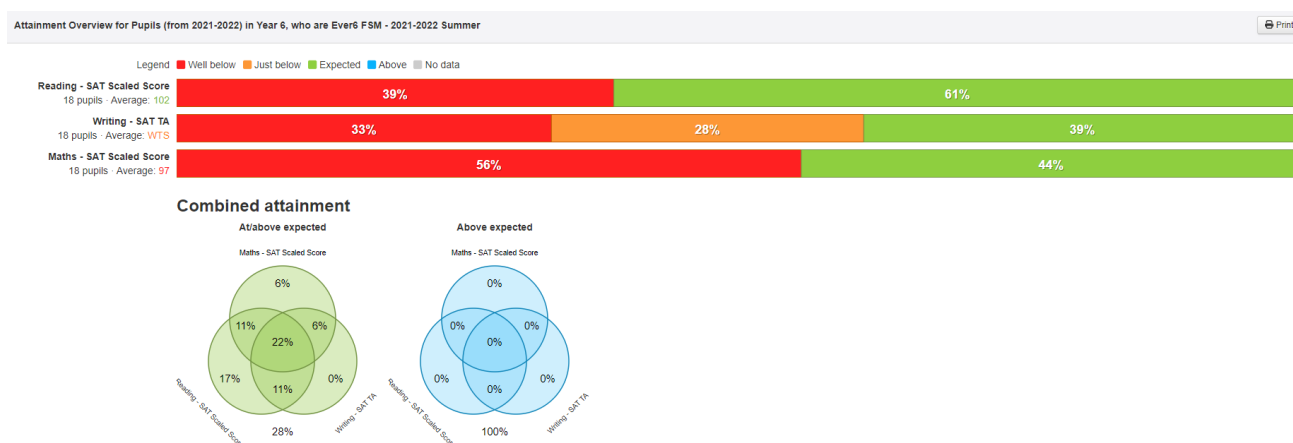 Attainment Overview for Pupils (from 2021-2022) in Year 6, who are Ever6 FSM - 2021-2022 Summer
Print
Legend Well below Just below Expected Above No data
Reading - SAT Scaled Score
18 pupils · Average: 102
39% 61%
Writing - SAT TA
18 pupils · Average: WTS
33% 28% 39%
Maths - SAT Scaled Score
18 pupils · Average: 97
56% 44%
Combined attainment
At/above expected
Maths - SAT Scaled Score
6%
11% 6%
22%
17% 11% 0%
Reading - SAT Scaled Score
Writing - SAT TA
28%
Above expected
Maths - SAT Scaled Score
0%
0% 0%
0%
0% 0% 0%
Reading - SAT Scaled Score
Writing - SAT TA
100%